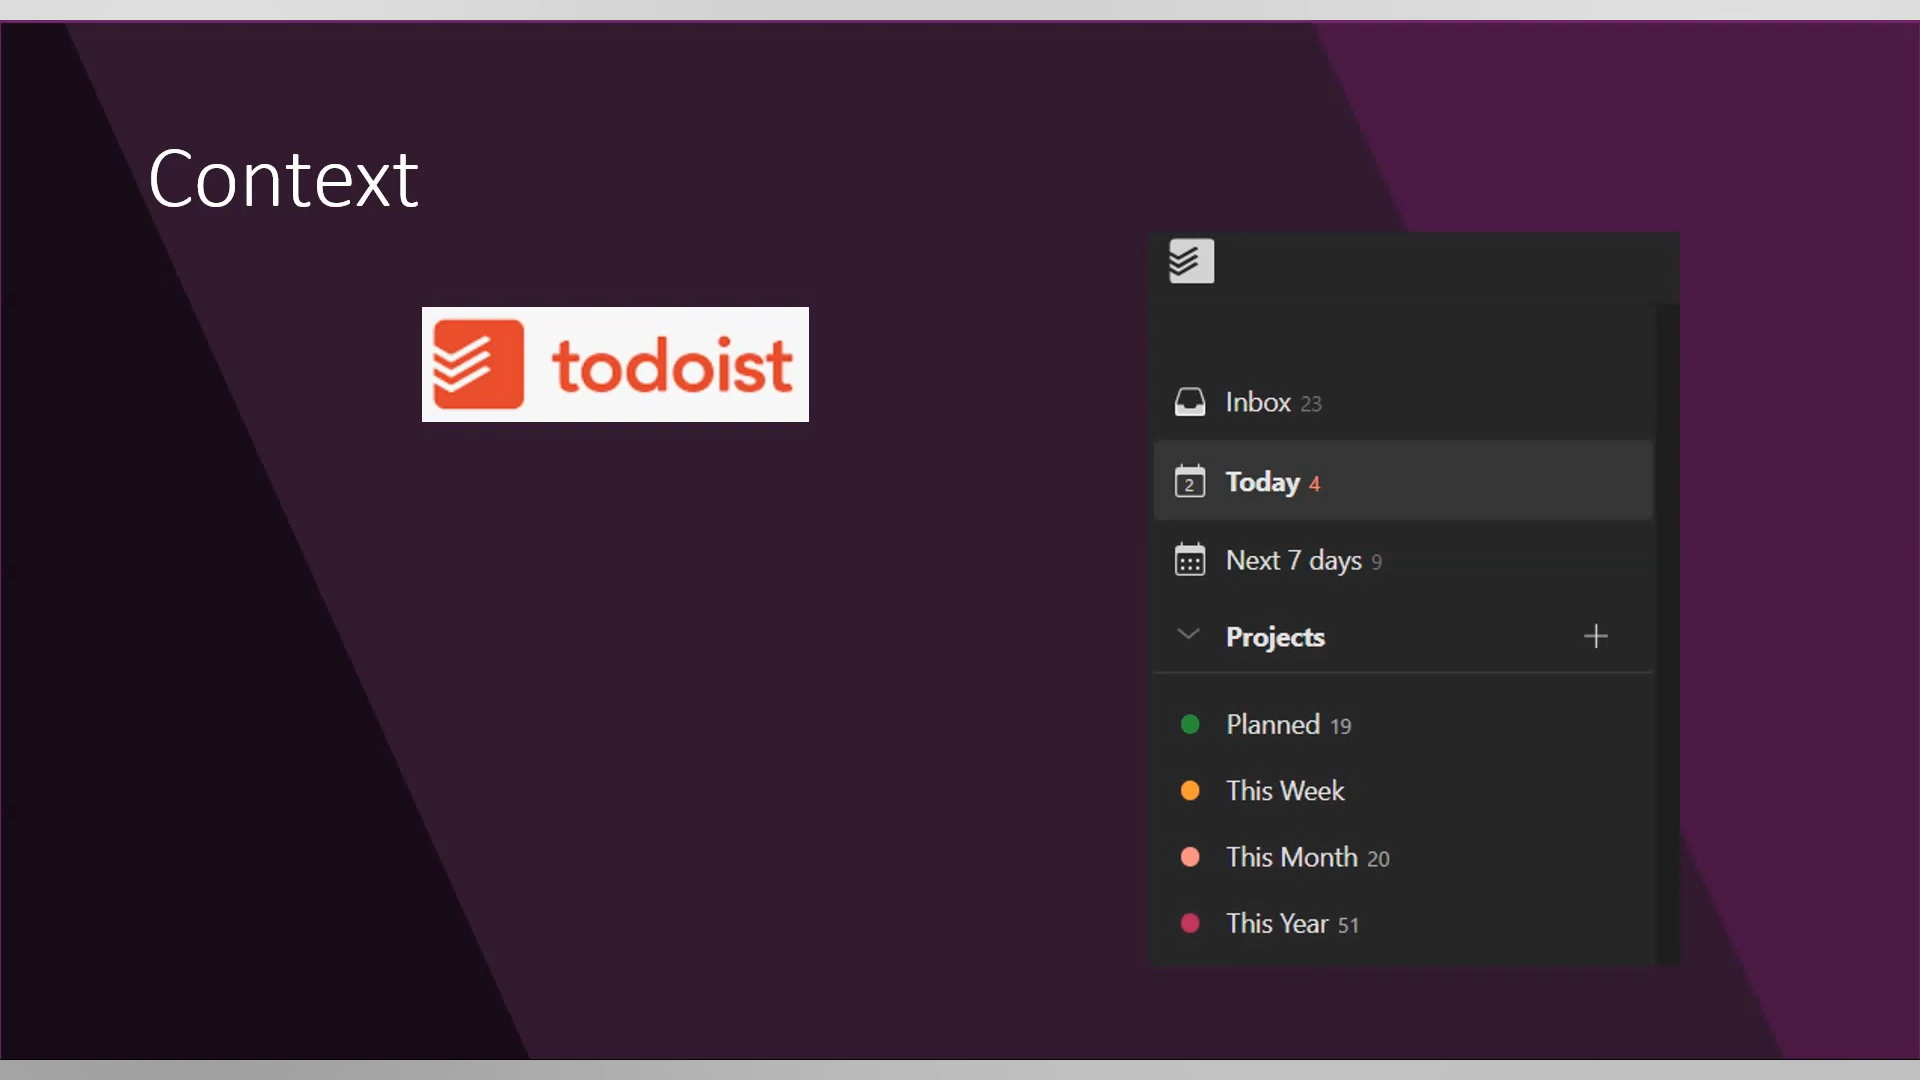 Context
todoist
Inbox 23
2
Today 4
Next 7 days 9
Projects
Planned 19
This Week
This Month 20
This Year 51